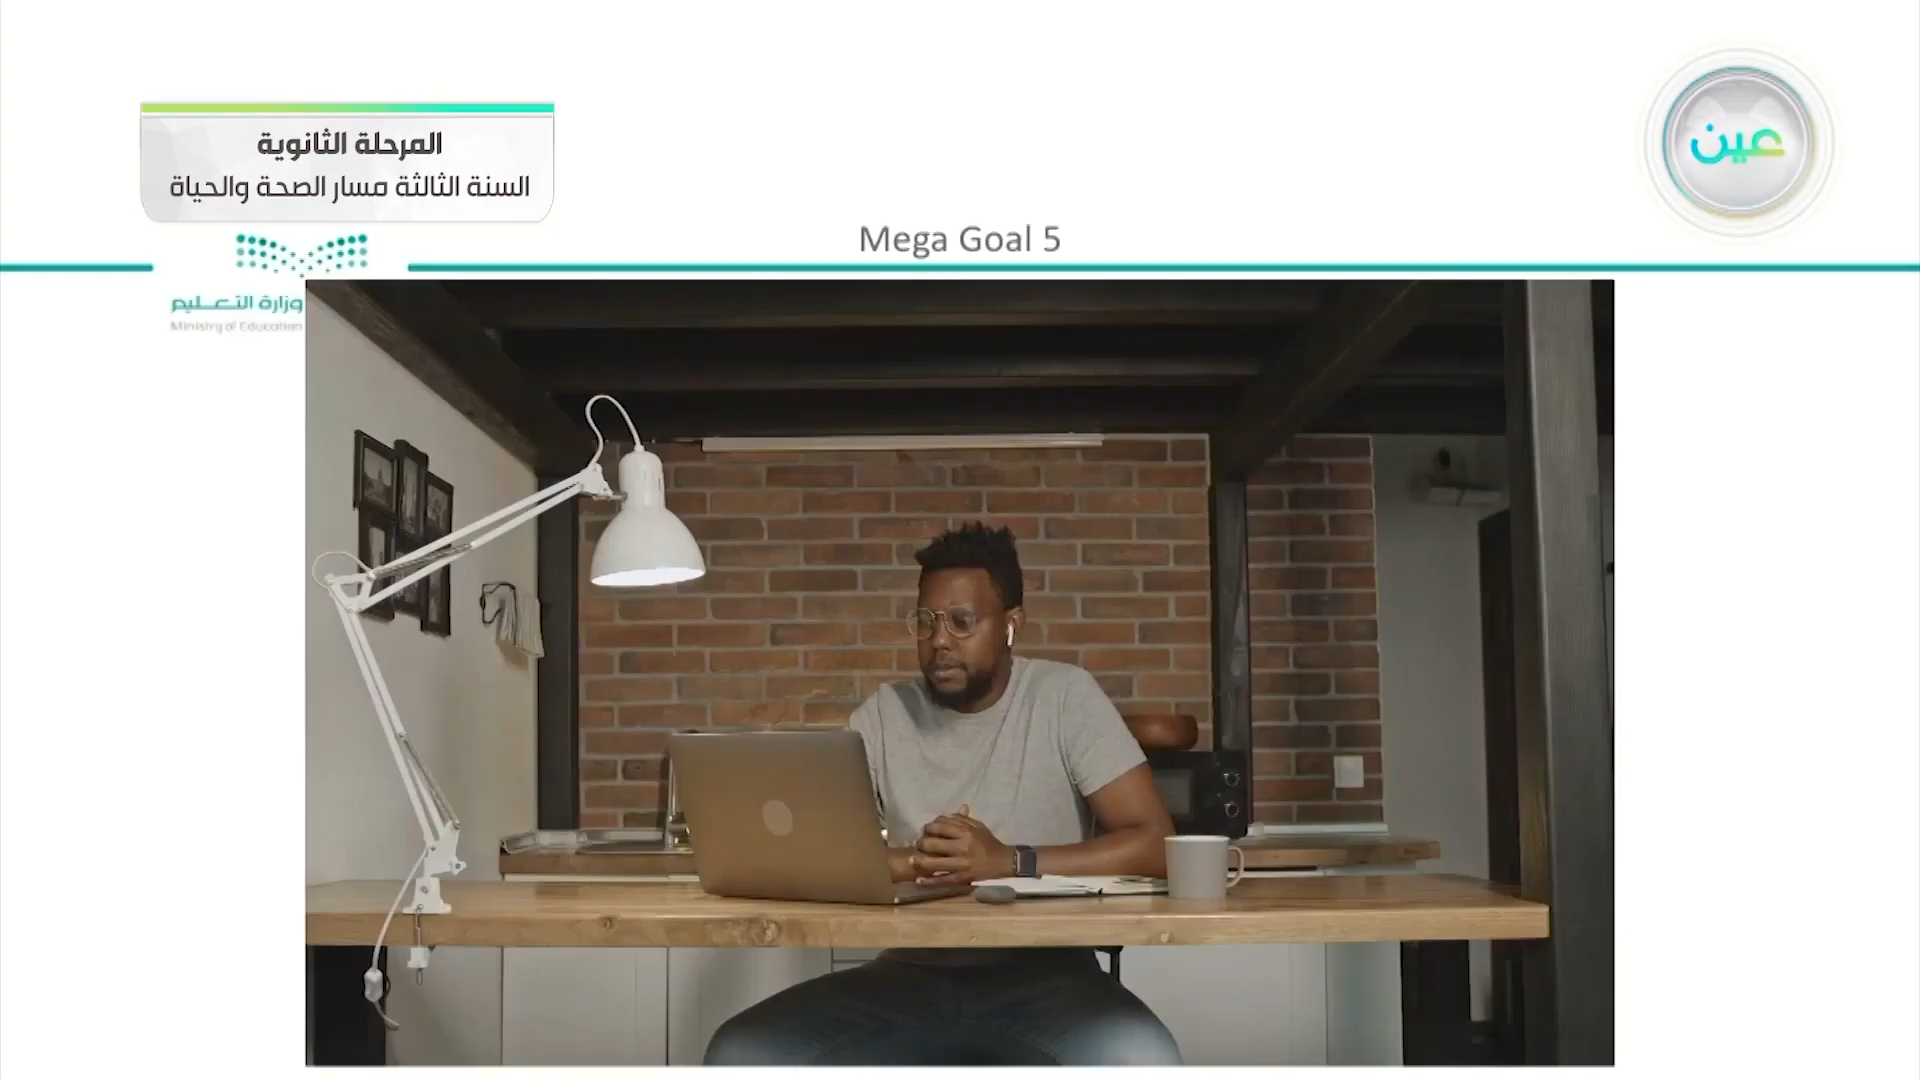 المرحلة الثانوية
السنة الثالثة مسار الصحة والحياة
عين
Mega Goal 5
وزارة التعليم
Ministry of Education